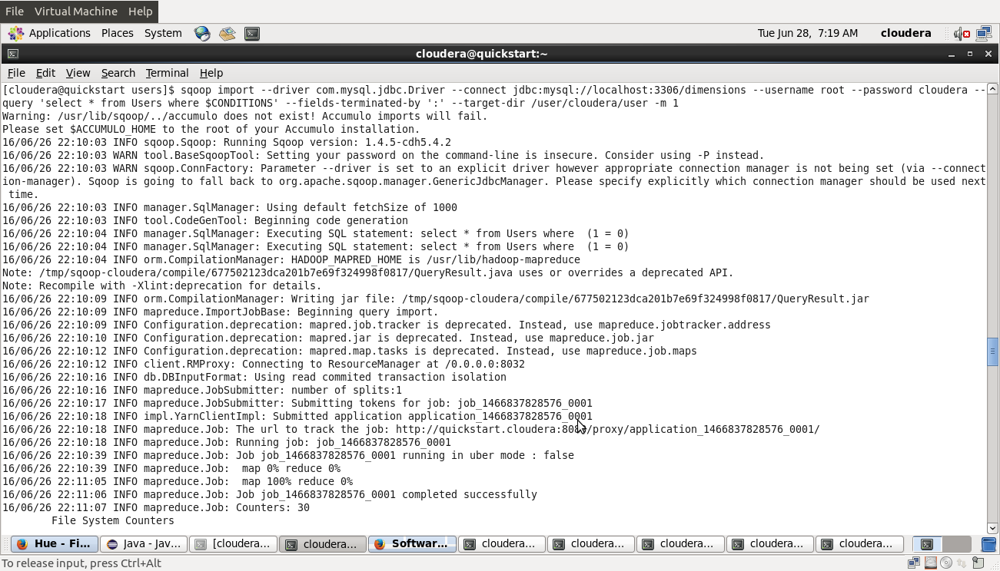 File Virtual Machine Help
Applications Places System Tue Jun 28, 7:19 AM cloudera
cloudera@quickstart:~
File Edit View Search Terminal Help
[cloudera@quickstart users]$ sqoop import --driver com.mysql.jdbc.Driver --connect jdbc:mysql://localhost:3306/dimensions --username root --password cloudera --
query 'select * from Users where $CONDITIONS' --fields-terminated-by ':' --target-dir /user/cloudera/user -m 1
Warning: /usr/lib/sqoop/../accumulo does not exist! Accumulo imports will fail.
Please set $ACCUMULO_HOME to the root of your Accumulo installation.
16/06/26 22:10:03 INFO sqoop.Sqoop: Running Sqoop version: 1.4.5-cdh5.4.2
16/06/26 22:10:03 WARN tool.BaseSqoopTool: Setting your password on the command-line is insecure. Consider using -P instead.
16/06/26 22:10:03 WARN sqoop.ConnFactory: Parameter --driver is set to an explicit driver however appropriate connection manager is not being set (via --connect
ion-manager). Sqoop is going to fall back to org.apache.sqoop.manager.GenericJdbcManager. Please specify explicitly which connection manager should be used next
time.
16/06/26 22:10:03 INFO manager.SqlManager: Using default fetchSize of 1000
16/06/26 22:10:03 INFO tool.CodeGenTool: Beginning code generation
16/06/26 22:10:04 INFO manager.SqlManager: Executing SQL statement: select * from Users where  (1 = 0)
16/06/26 22:10:04 INFO manager.SqlManager: Executing SQL statement: select * from Users where  (1 = 0)
16/06/26 22:10:04 INFO orm.CompilationManager: HADOOP_MAPRED_HOME is /usr/lib/hadoop-mapreduce
Note: /tmp/sqoop-cloudera/compile/677502123dca201b7e69f324998f0817/QueryResult.java uses or overrides a deprecated API.
Note: Recompile with -Xlint:deprecation for details.
16/06/26 22:10:09 INFO orm.CompilationManager: Writing jar file: /tmp/sqoop-cloudera/compile/677502123dca201b7e69f324998f0817/QueryResult.jar
16/06/26 22:10:09 INFO mapreduce.ImportJobBase: Beginning query import.
16/06/26 22:10:09 INFO Configuration.deprecation: mapred.job.tracker is deprecated. Instead, use mapreduce.jobtracker.address
16/06/26 22:10:10 INFO Configuration.deprecation: mapred.jar is deprecated. Instead, use mapreduce.job.jar
16/06/26 22:10:12 INFO Configuration.deprecation: mapred.map.tasks is deprecated. Instead, use mapreduce.job.maps
16/06/26 22:10:12 INFO client.RMProxy: Connecting to ResourceManager at /0.0.0.0:8032
16/06/26 22:10:16 INFO db.DBInputFormat: Using read commited transaction isolation
16/06/26 22:10:16 INFO mapreduce.JobSubmitter: number of splits:1
16/06/26 22:10:17 INFO mapreduce.JobSubmitter: Submitting tokens for job: job_1466837828576_0001
16/06/26 22:10:18 INFO impl.YarnClientImpl: Submitted application application_1466837828576_0001
16/06/26 22:10:18 INFO mapreduce.Job: The url to track the job: http://quickstart.cloudera:808 /proxy/application_1466837828576_0001/
16/06/26 22:10:18 INFO mapreduce.Job: Running job: job_1466837828576_0001
16/06/26 22:10:39 INFO mapreduce.Job: Job job_1466837828576_0001 running in uber mode : false
16/06/26 22:10:39 INFO mapreduce.Job:  map 0% reduce 0%
16/06/26 22:11:05 INFO mapreduce.Job:  map 100% reduce 0%
16/06/26 22:11:06 INFO mapreduce.Job: Job job_1466837828576_0001 completed successfully
16/06/26 22:11:07 INFO mapreduce.Job: Counters: 30
File System Counters
Hue - Fi... Java - Jav... [cloudera... cloudera... Softwar... cloudera... cloudera... cloudera... cloudera... cloudera...
To release input, press Ctrl+Alt